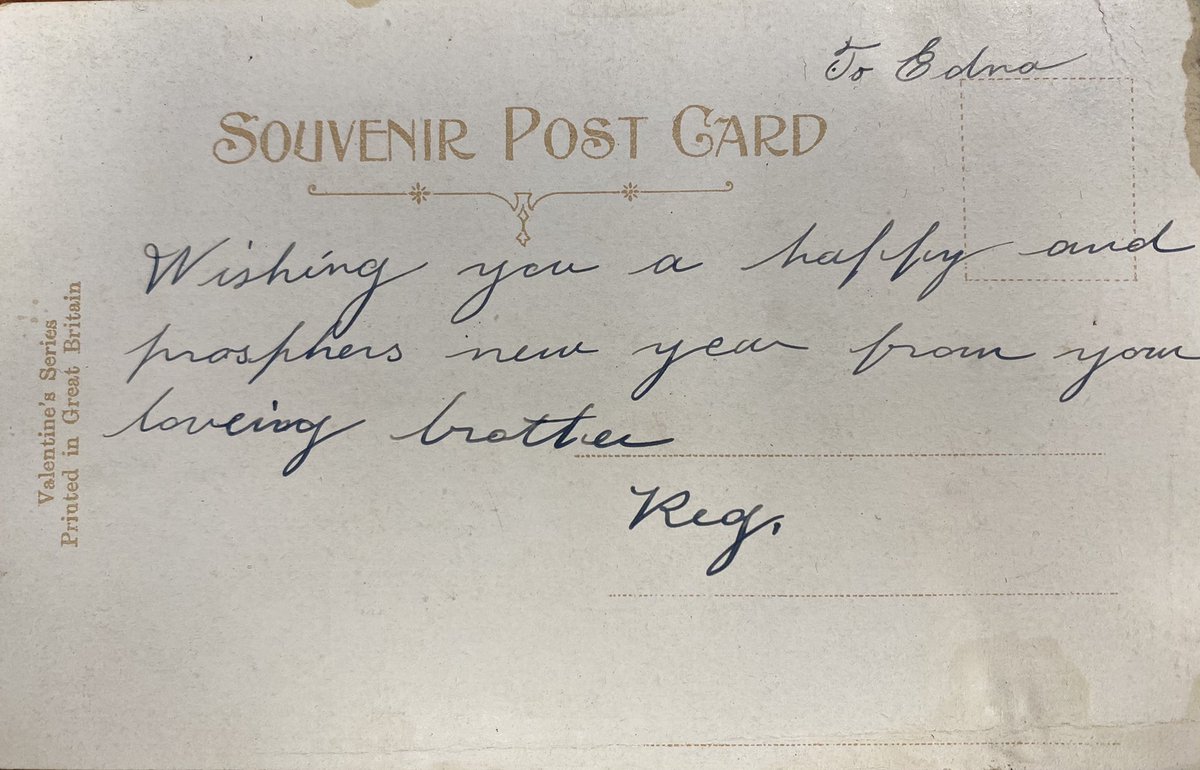 To Edna
SOUVENIR POST CARD
Wishing you a happy and
prosphers new year from your
loveing brother
Reg.
Valentine's Series
Printed in Great Britain